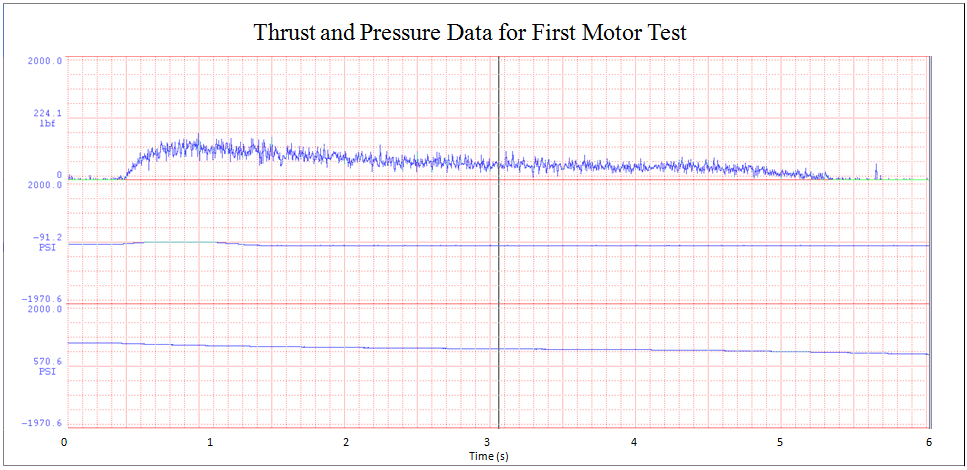 Thrust and Pressure Data for First Motor Test
2000.0
224.1
lbf
0
2000.0
-91.2
PSI
-1970.6
2000.0
570.6
PSI
-1970.6
0 1 2 3 4 5 6
Time (s)